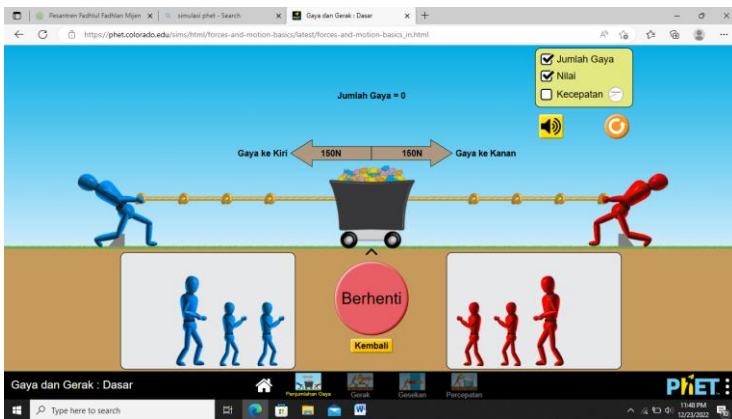 Pesantren Fadhlul Fadhlan Mijen
simulasi phet - Search
Gaya dan Gerak : Dasar
https://phet.colorado.edu/sims/html/forces-and-motion-basics/latest/forces-and-motion-basics_in.html
Jumlah Gaya
Nilai
Kecepatan
Jumlah Gaya = 0
Gaya ke Kiri
150N
150N
Gaya ke Kanan
Berhenti
Kembali
Gaya dan Gerak : Dasar
Penjumlahan Gaya
Gerak
Gesekan
Percepatan
PhET
Type here to search
W
11:48 PM
12/23/2022